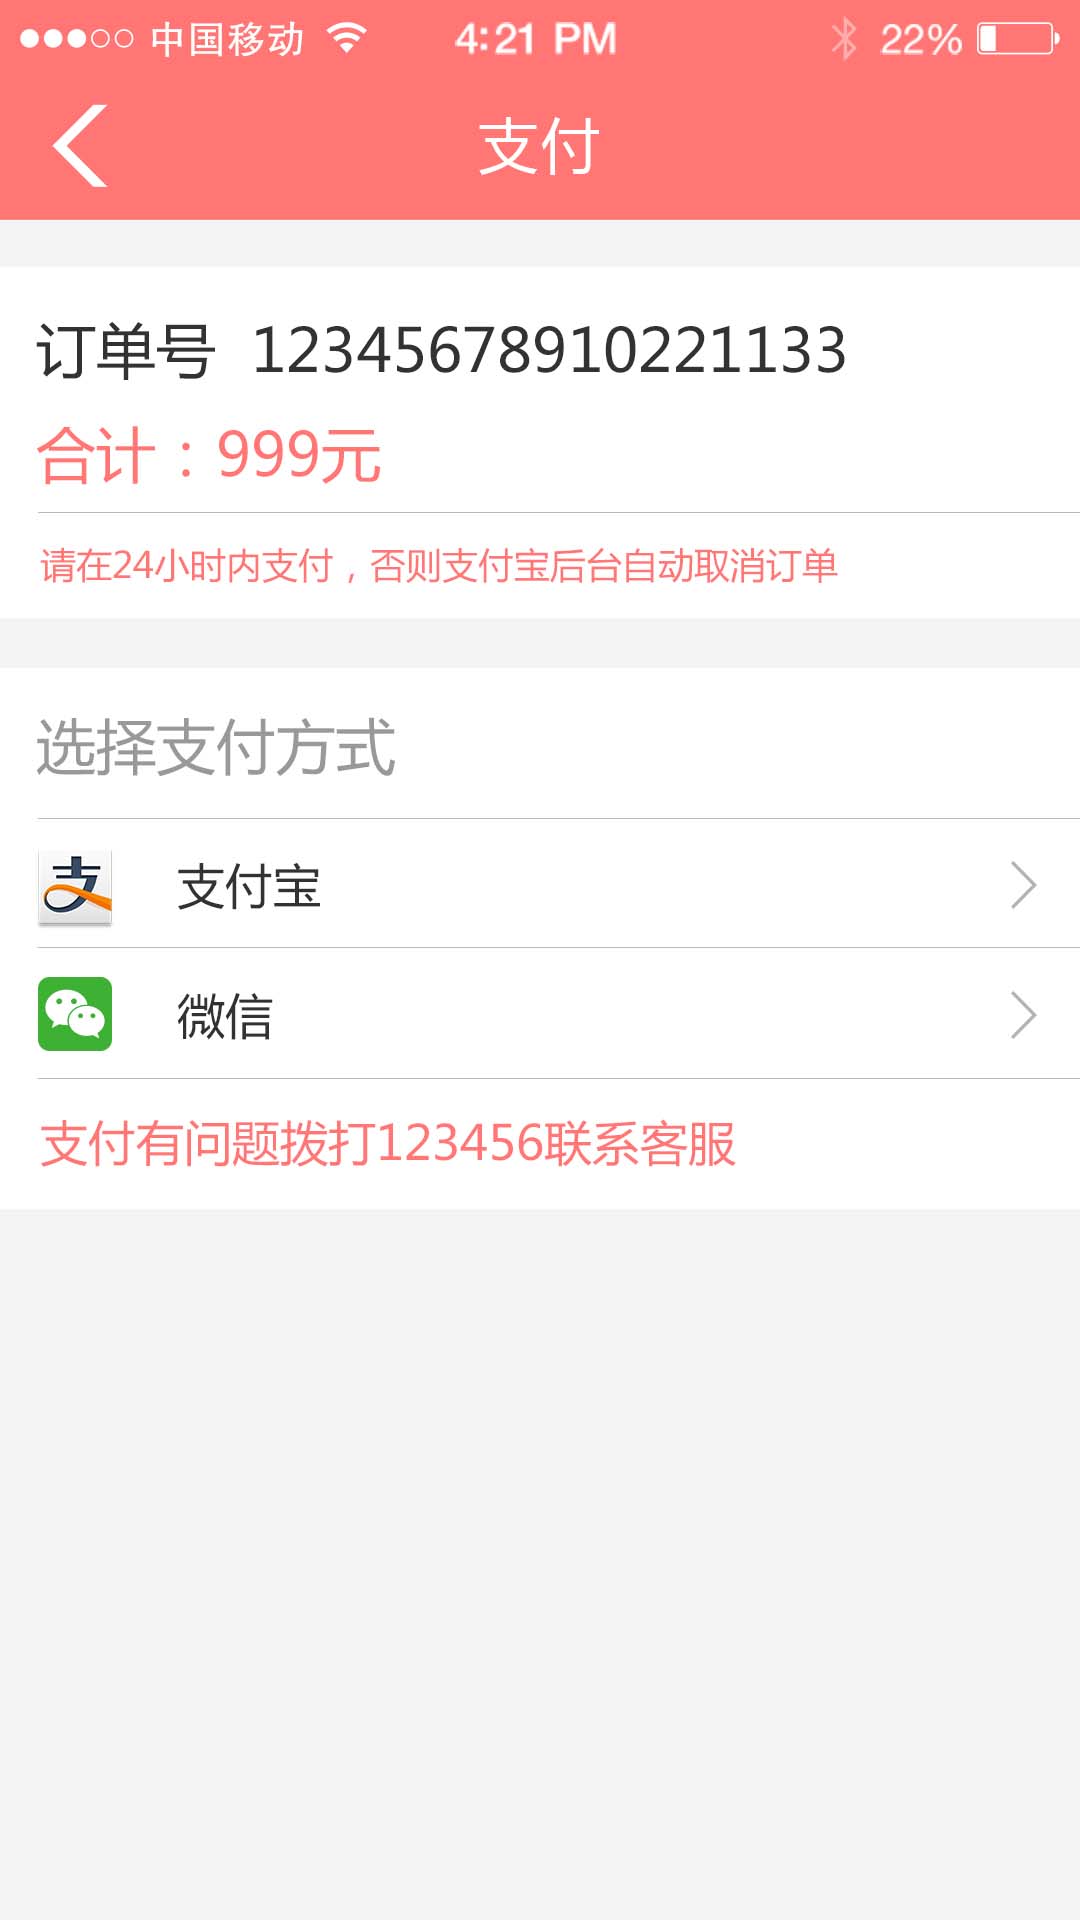 中国移动 4:21 PM 22%
支付
订单号 12345678910221133
合计：999元
请在24小时内支付，否则支付宝后台自动取消订单
选择支付方式
支 支付宝
微信
支付有问题拨打123456联系客服